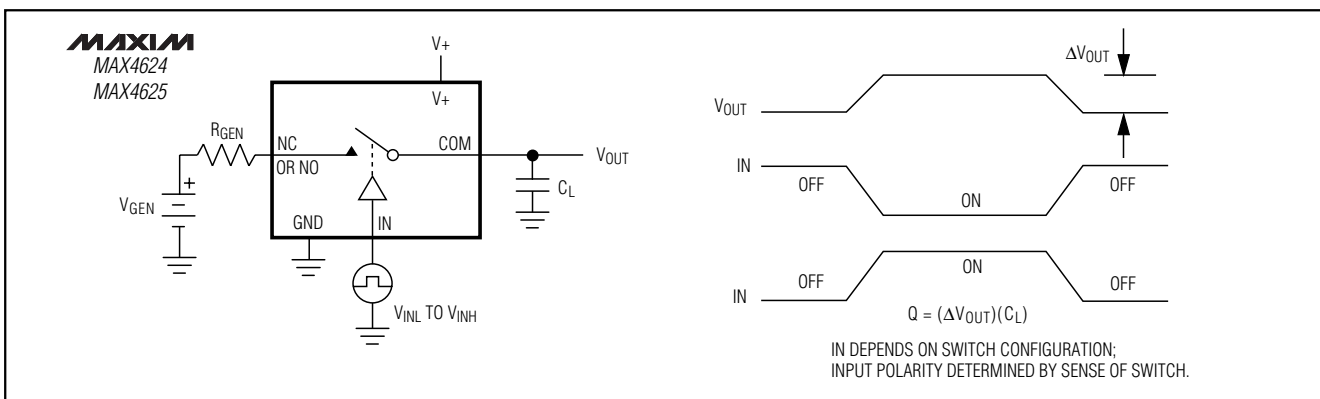 MAXIM
MAX4624
MAX4625
V+
V+
RGEN
NC
OR NO
COM
VOUT
CL
+
VGEN
GND
IN
VINL TO VINH
ΔVOUT
VOUT
IN
OFF
ON
OFF
IN
OFF
ON
OFF
Q = (ΔVOUT)(CL)
IN DEPENDS ON SWITCH CONFIGURATION;
INPUT POLARITY DETERMINED BY SENSE OF SWITCH.